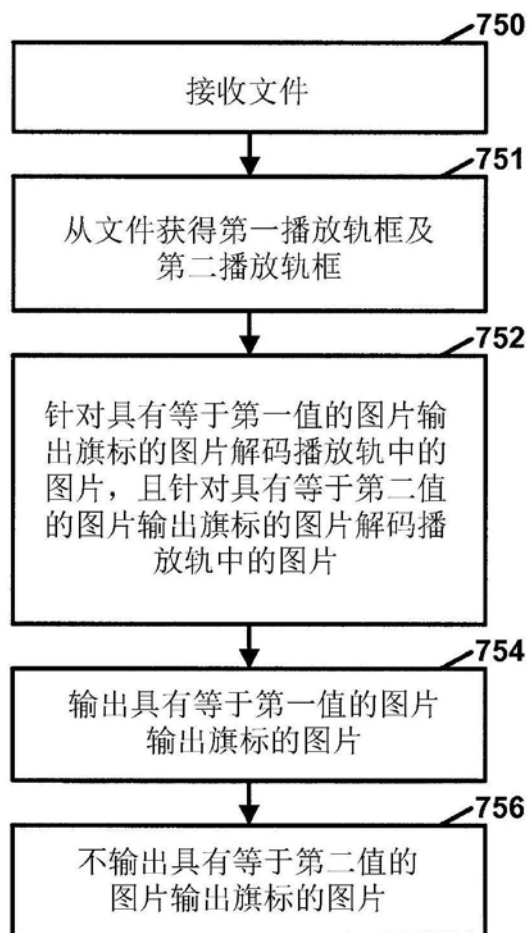 750
接收文件
751
从文件获得第一播放轨框及
第二播放轨框
752
针对具有等于第一值的图片输
出旗标的图片解码播放轨中的
图片，且针对具有等于第二值
的图片输出旗标的图片解码播
放轨中的图片
754
输出具有等于第一值的图片
输出旗标的图片
756
不输出具有等于第二值的
图片输出旗标的图片